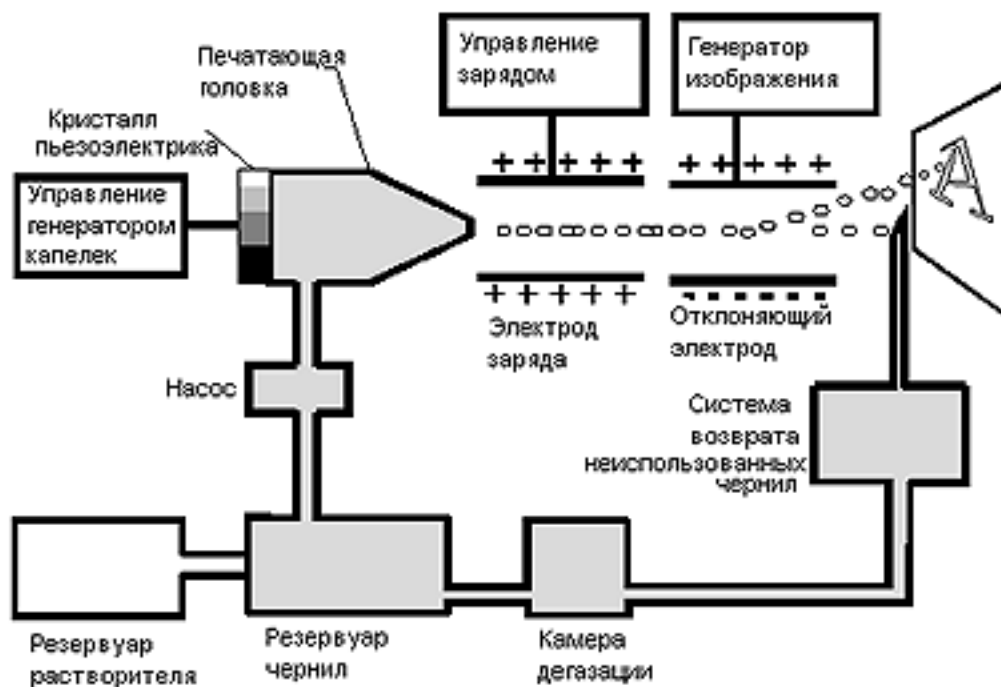 Управление
зарядом
Генератор
изображения
Печатающая
головка
Кристалл
пьезоэлектрика
Управление
генератором
капелек
A
Электрод
заряда
Отклоняющий
электрод
Насос
Система
возврата
неиспользованных
чернил
Резервуар
растворителя
Резервуар
чернил
Камера
дегазации